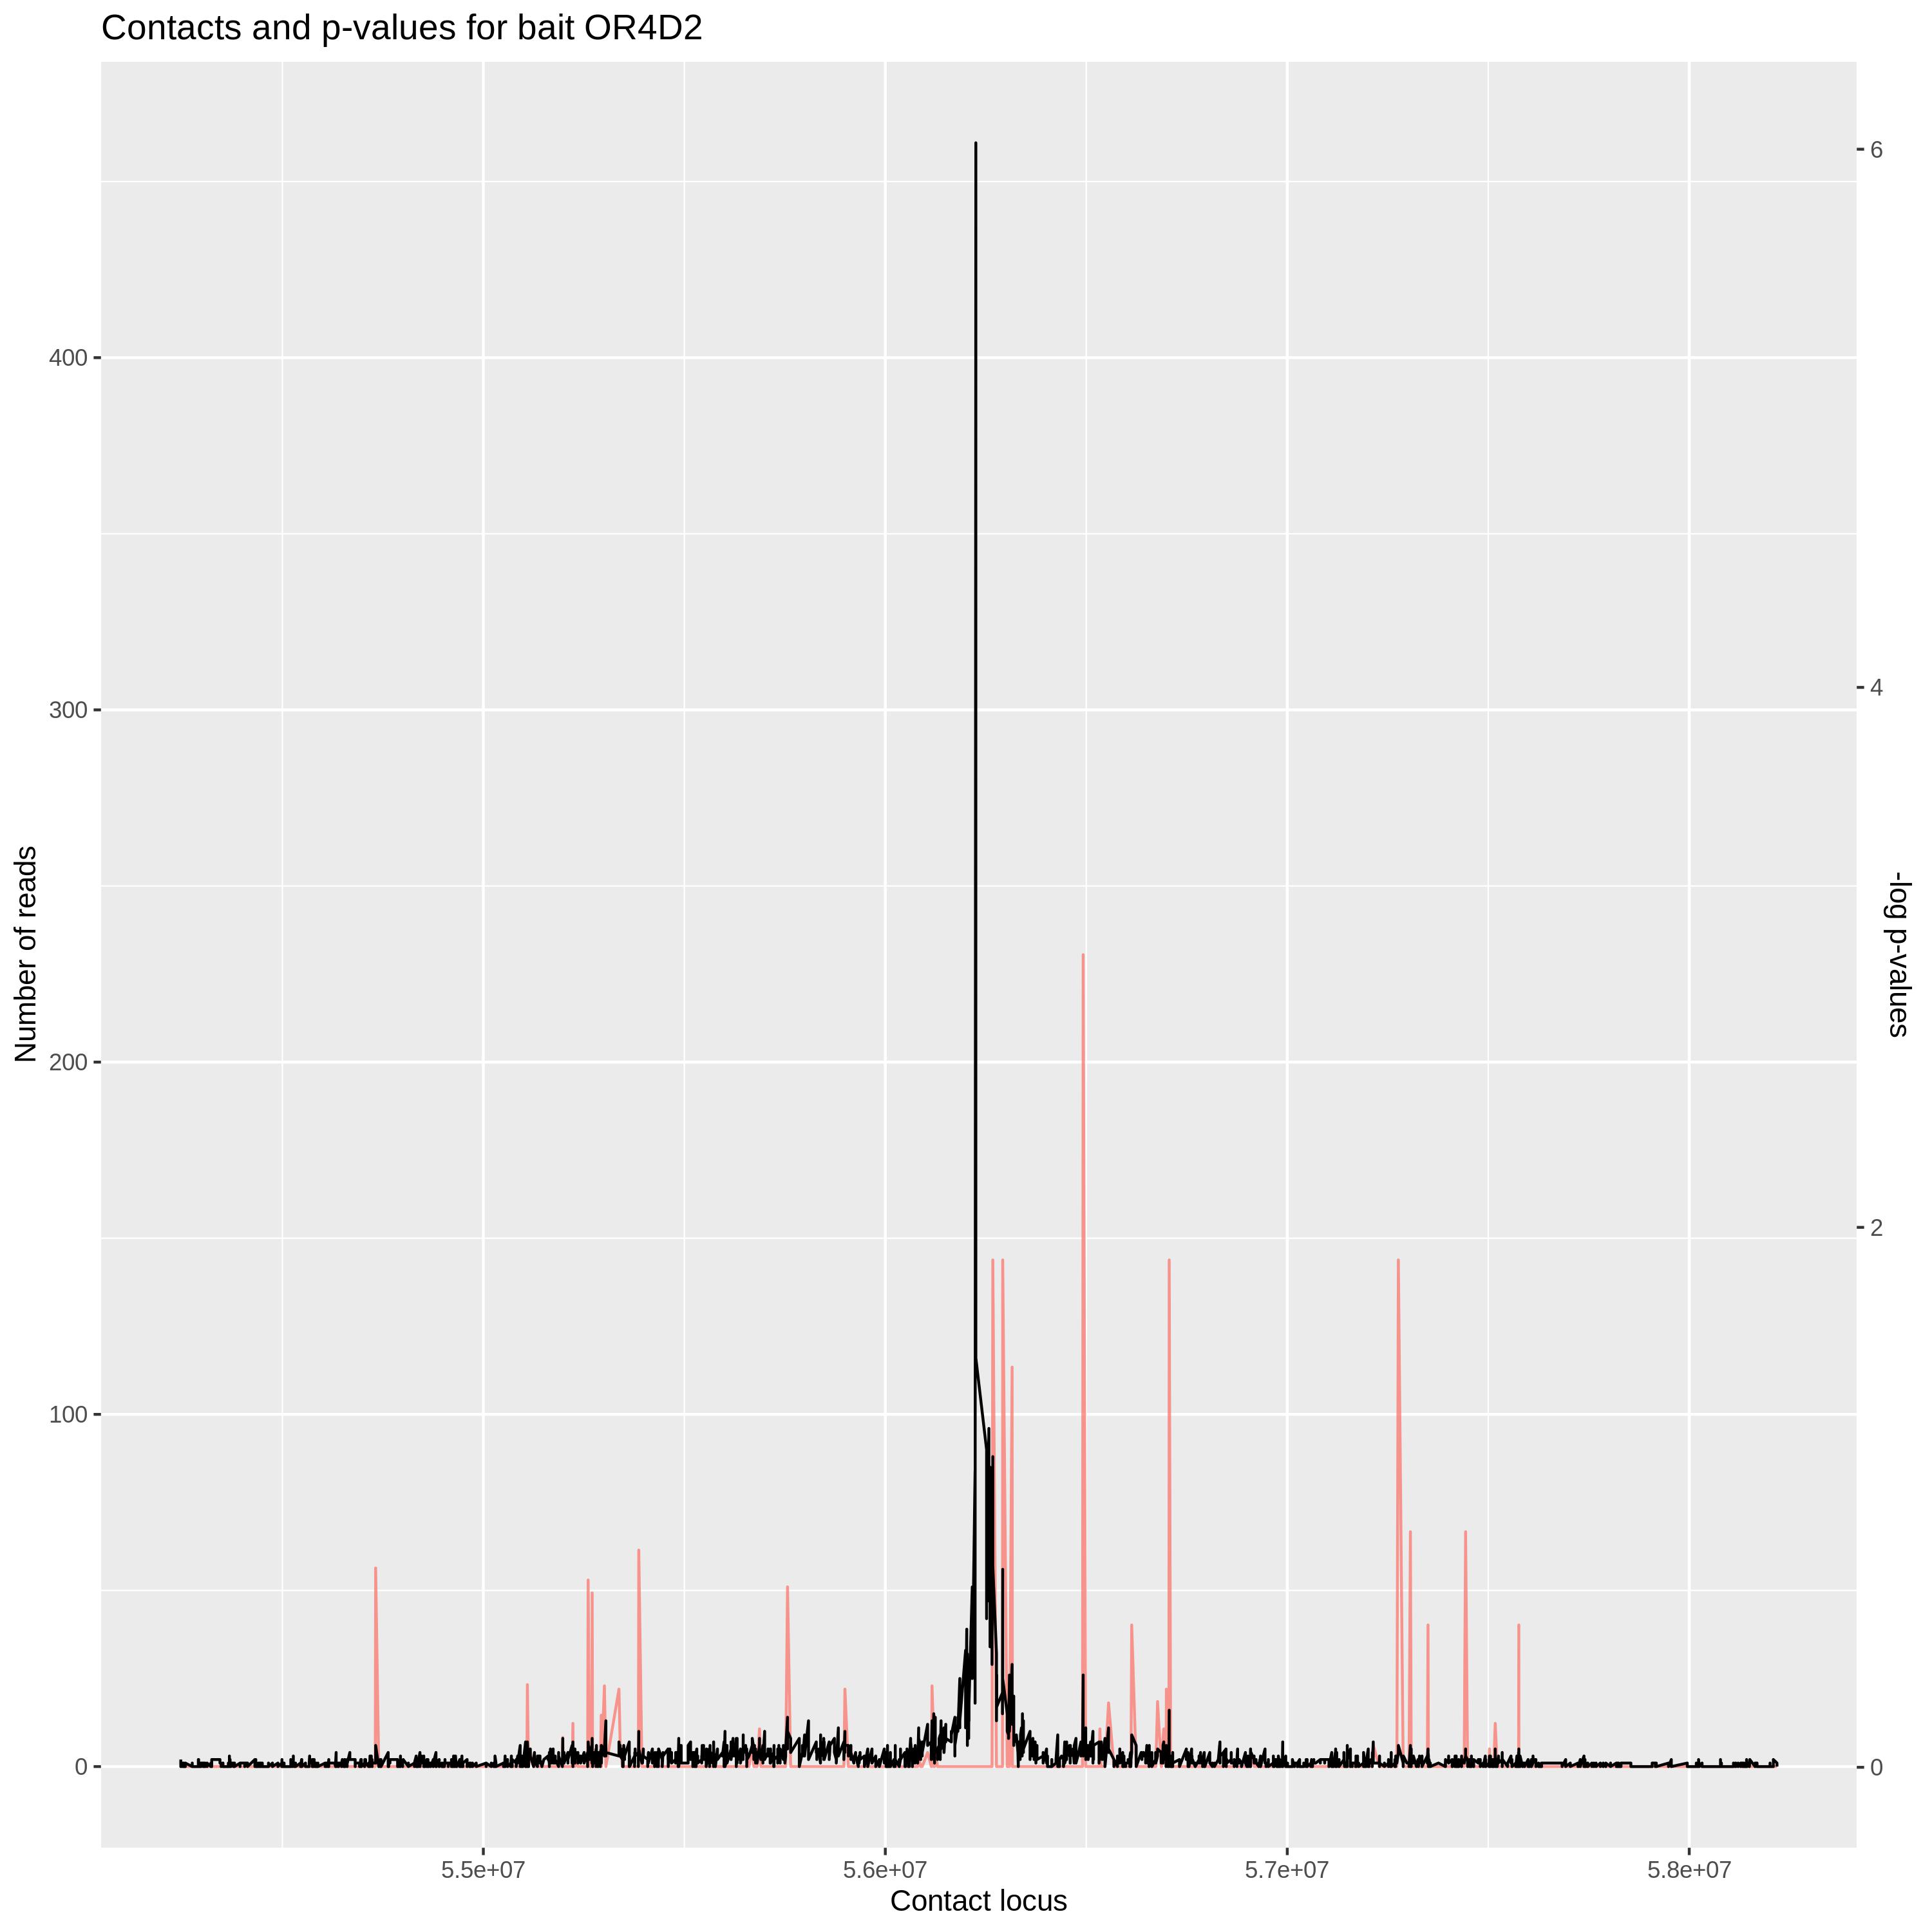 Contacts and p-values for bait OR4D2
Number of reads
400
300
200
100
0
6
4
2
0
-log p-values
5.5e+07
5.6e+07
5.7e+07
5.8e+07
Contact locus